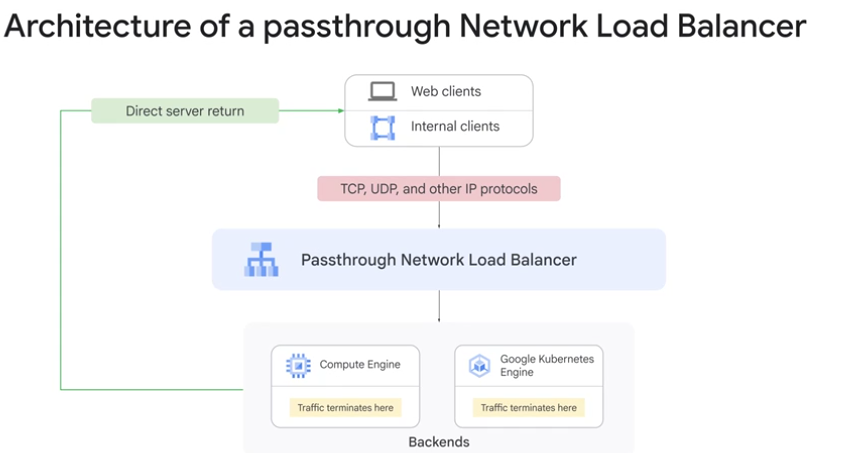 Architecture of a passthrough Network Load Balancer
Web clients
Direct server return
Internal clients
TCP, UDP, and other IP protocols
Passthrough Network Load Balancer
Compute Engine
Traffic terminates here
Google Kubernetes
Engine
Traffic terminates here
Backends